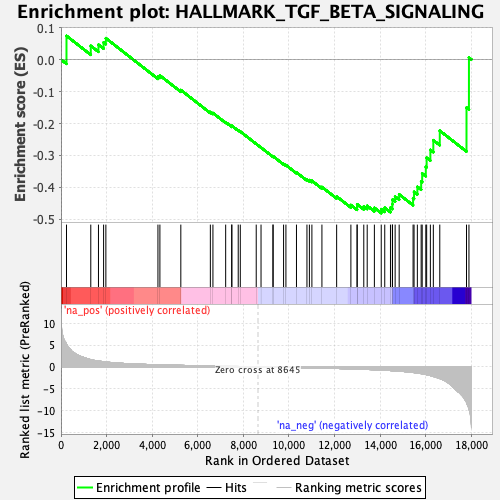 Enrichment plot: HALLMARK_TGF_BETA_SIGNALING
Enrichment score (ES)
0.1
0.0
-0.1
-0.2
-0.3
-0.4
-0.5
'na_pos' (positively correlated)
Ranked list metric (PreRanked)
10
5
0
-5
-10
-15
Zero cross at 8645
'na_neg' (negatively correlated)
0 2,000 4,000 6,000 8,000 10,000 12,000 14,000 16,000 18,000
Rank in Ordered Dataset
Enrichment profile Hits Ranking metric scores